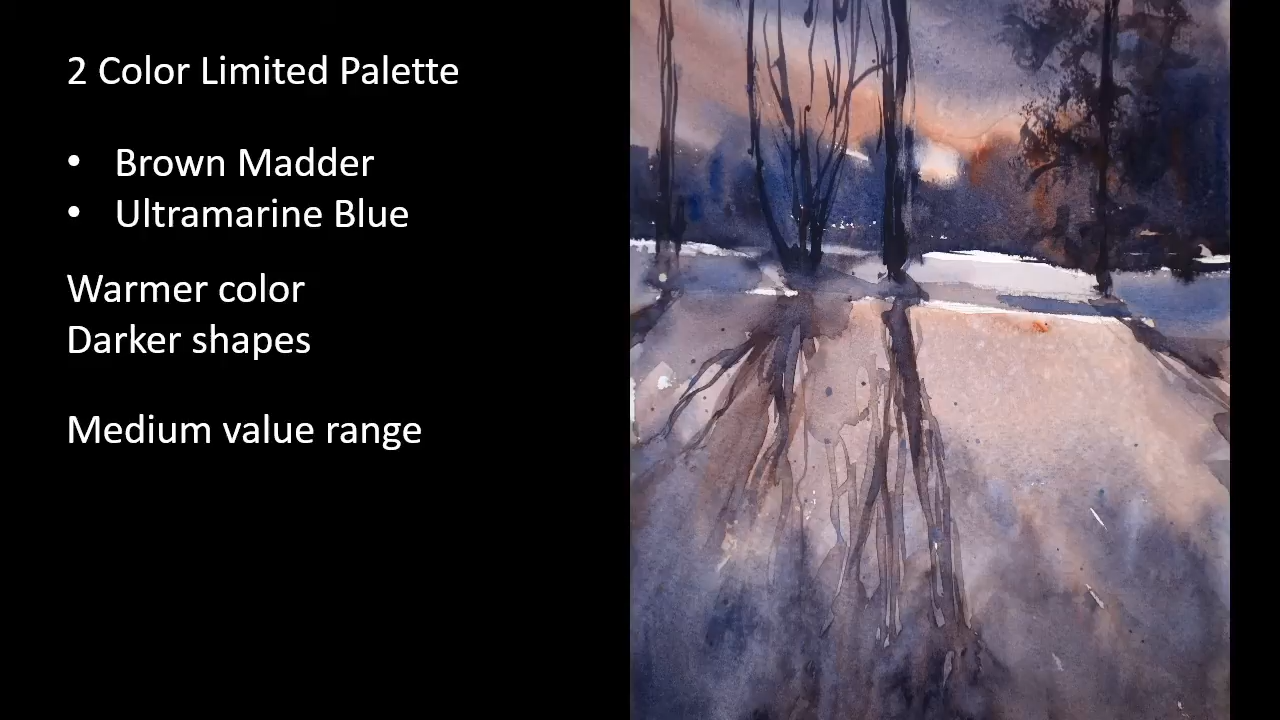 2 Color Limited Palette
• Brown Madder
• Ultramarine Blue
Warmer color
Darker shapes
Medium value range